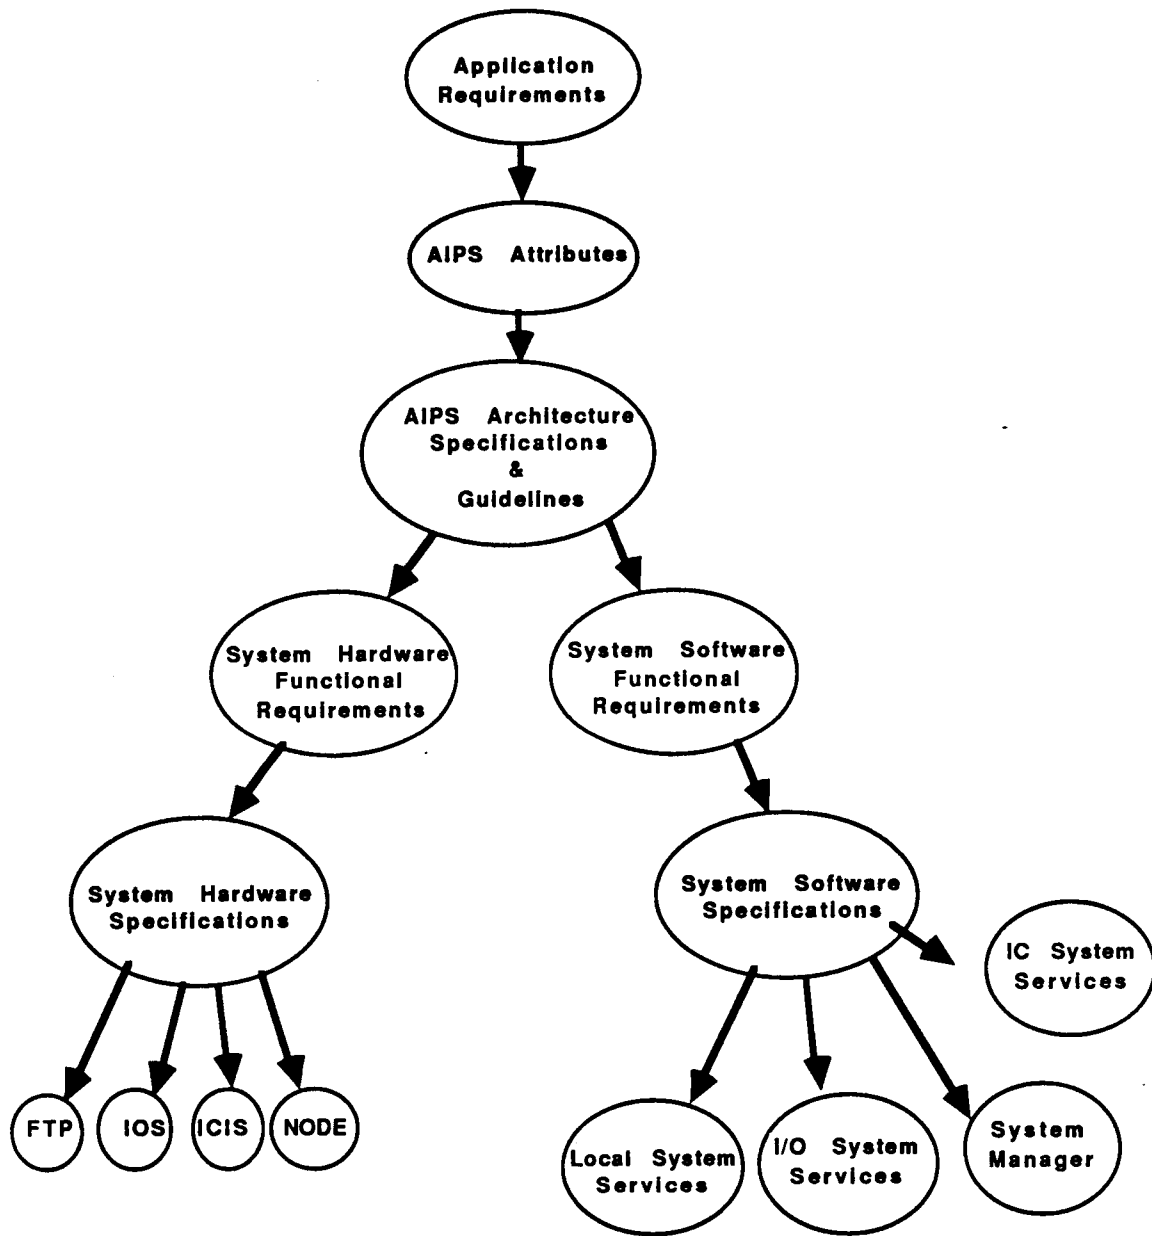 Application
Requirements
AIPS Attributes
AIPS Architecture
Specifications
&
Guidelines
System Hardware
Functional
Requirements
System Software
Functional
Requirements
System Hardware
Specifications
System Software
Specifications
IC System
Services
FTP
IOS
ICIS
NODE
Local System
Services
I/O System
Services
System
Manager